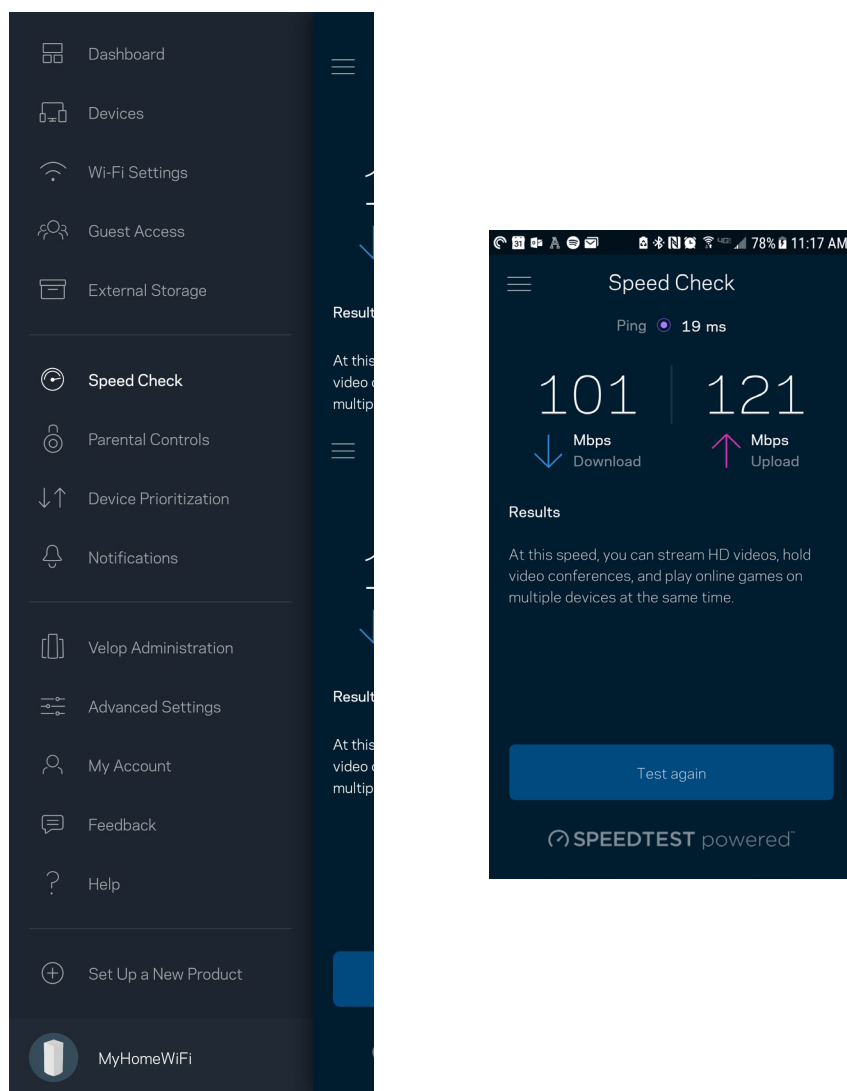 Dashboard
Devices
Wi-Fi Settings
Guest Access
External Storage
Speed Check
Parental Controls
Device Prioritization
Notifications
Velop Administration
Advanced Settings
My Account
Feedback
Help
Set Up a New Product
MyHomeWiFi
Result
At this
video
multip
Result
At this
video
multip
31 78% 11:17 AM
Speed Check
Ping 19 ms
101 121
Mbps Mbps
Download Upload
Results
At this speed, you can stream HD videos, hold
video conferences, and play online games on
multiple devices at the same time.
Test again
SPEEDTEST powered™